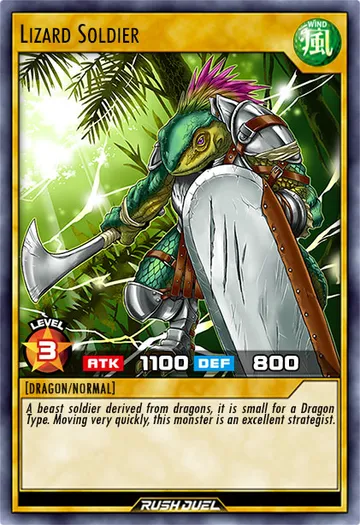 LIZARD SOLDIER
WIND
風
LEVEL
3
ATK 1100 DEF 800
[DRAGON/NORMAL]
A beast soldier derived from dragons, it is small for a Dragon
Type. Moving very quickly, this monster is an excellent strategist.
RUSH DUEL